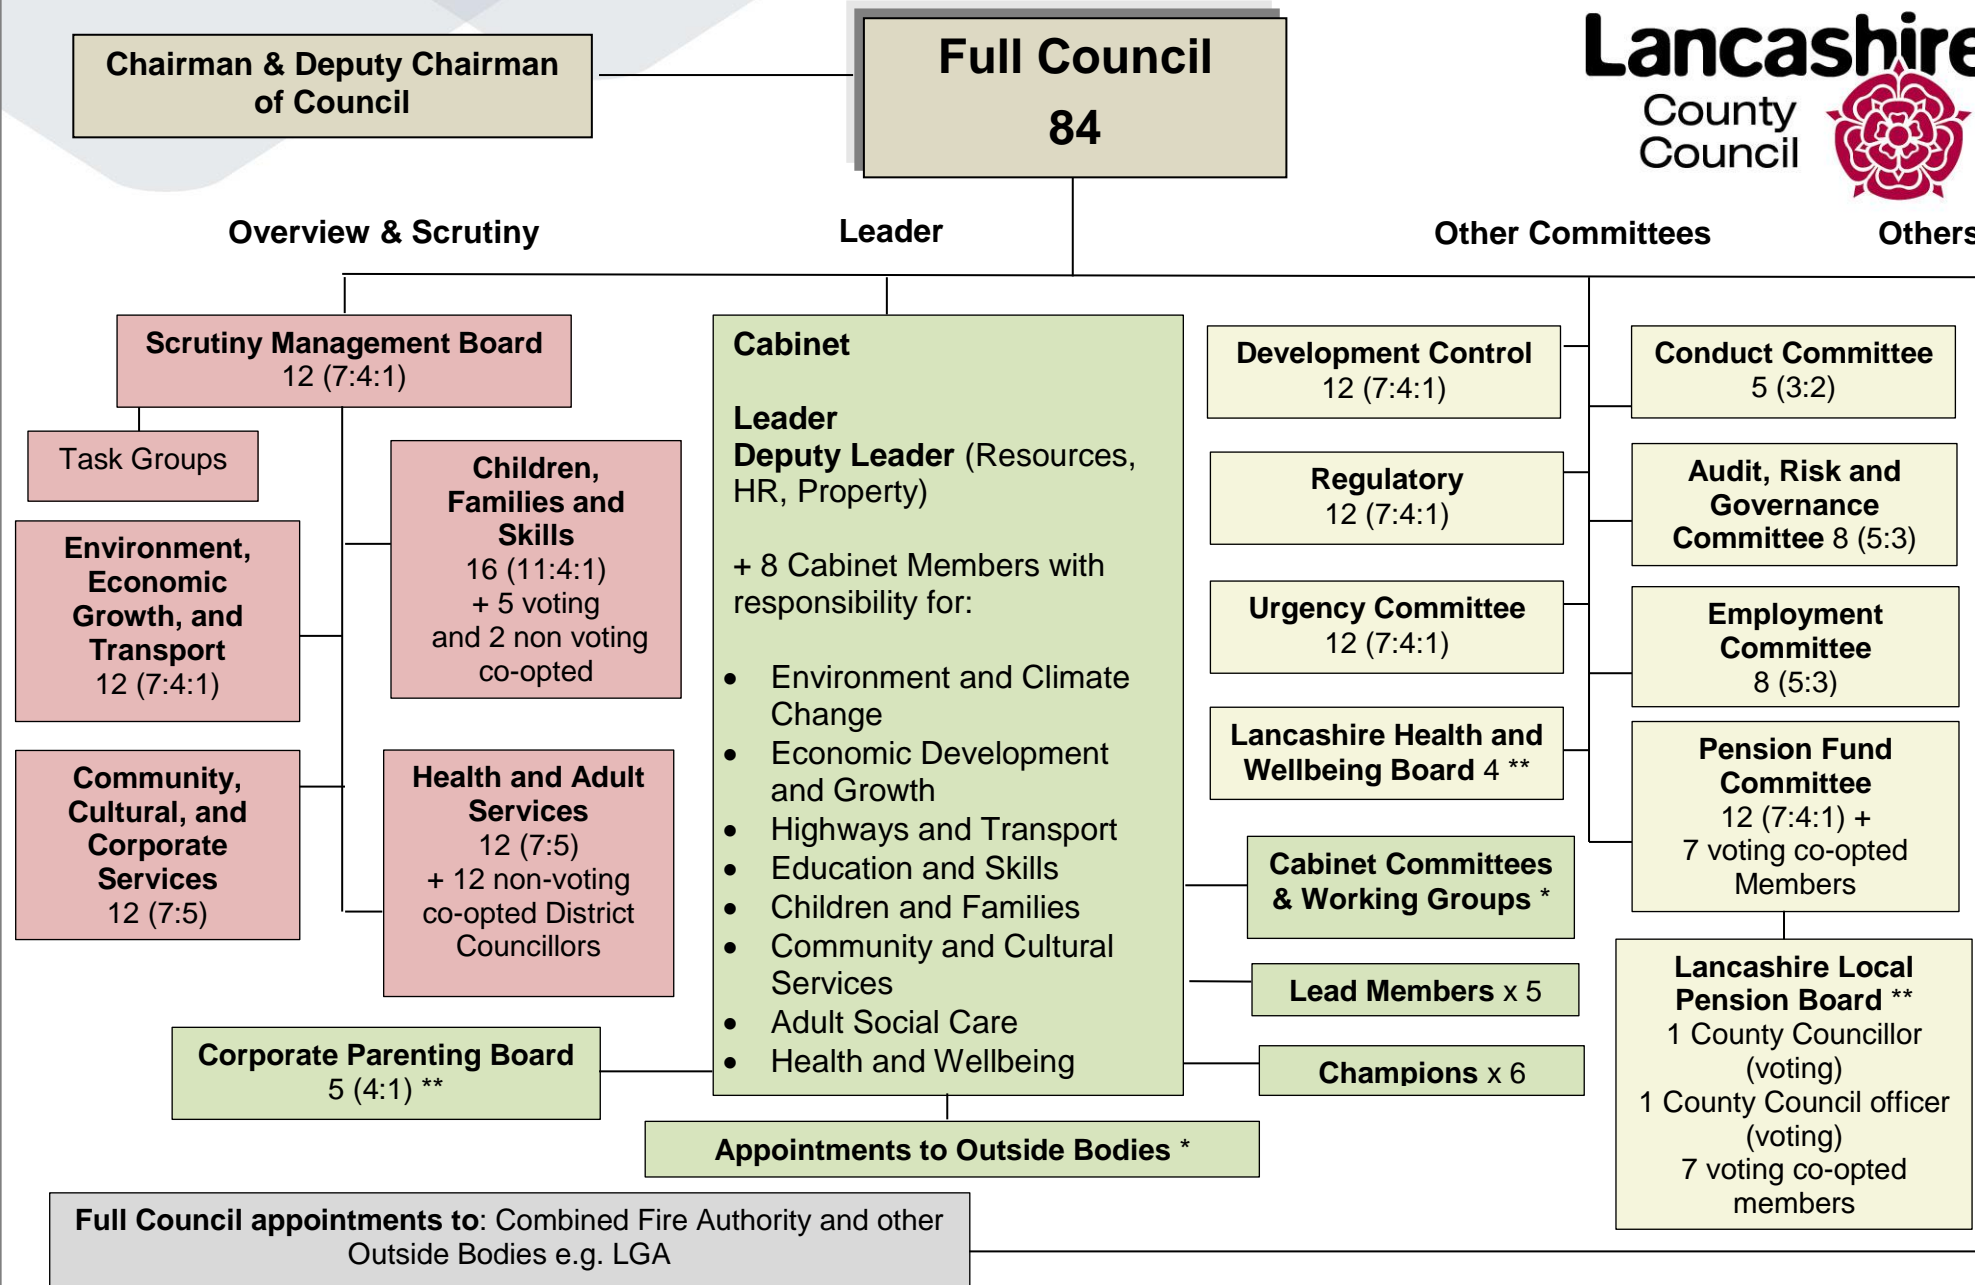 Chairman & Deputy Chairman
of Council
Full Council
84
Lancashire
County
Council
Overview & Scrutiny
Leader
Other Committees
Others
Scrutiny Management Board
12 (7:4:1)
Task Groups
Environment,
Economic
Growth, and
Transport
12 (7:4:1)
Community,
Cultural, and
Corporate
Services
12 (7:5)
Children,
Families and
Skills
16 (11:4:1)
+ 5 voting
and 2 non voting
co-opted
Health and Adult
Services
12 (7:5)
+ 12 non-voting
co-opted District
Councillors
Corporate Parenting Board
5 (4:1) **
Cabinet
Leader
Deputy Leader (Resources,
HR, Property)
+ 8 Cabinet Members with
responsibility for:
• Environment and Climate
Change
• Economic Development
and Growth
• Highways and Transport
• Education and Skills
• Children and Families
• Community and Cultural
Services
• Adult Social Care
• Health and Wellbeing
Appointments to Outside Bodies *
Development Control
12 (7:4:1)
Regulatory
12 (7:4:1)
Urgency Committee
12 (7:4:1)
Lancashire Health and
Wellbeing Board 4 **
Cabinet Committees
& Working Groups *
Lead Members x 5
Champions x 6
Conduct Committee
5 (3:2)
Audit, Risk and
Governance
Committee 8 (5:3)
Employment
Committee
8 (5:3)
Pension Fund
Committee
12 (7:4:1) +
7 voting co-opted
Members
Lancashire Local
Pension Board **
1 County Councillor
(voting)
1 County Council officer
(voting)
7 voting co-opted
members
Full Council appointments to: Combined Fire Authority and other
Outside Bodies e.g. LGA